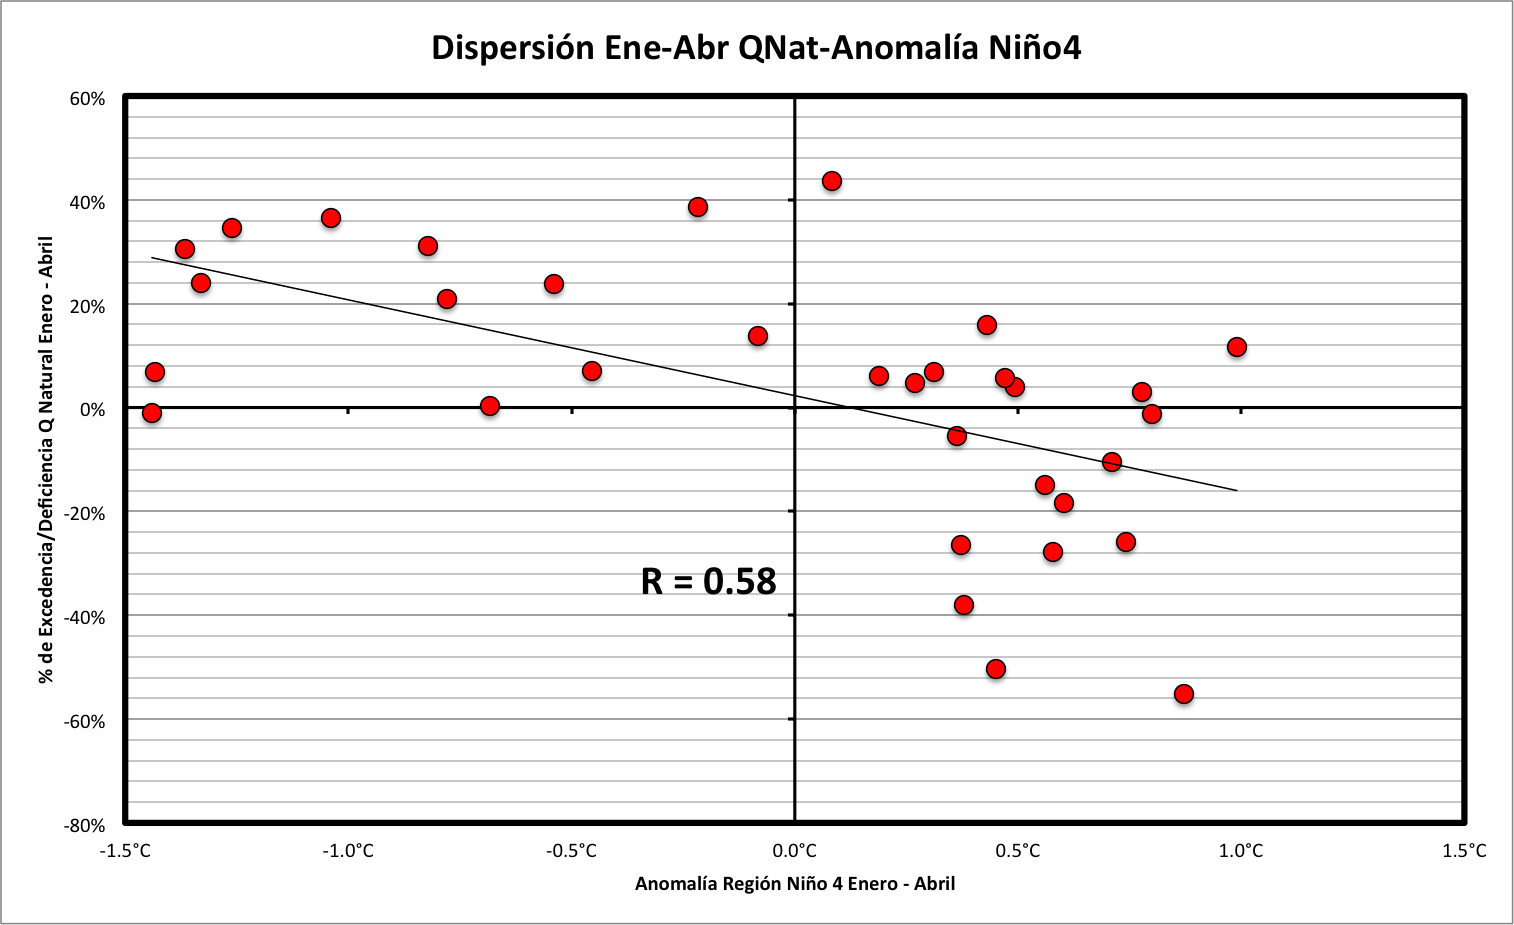 Dispersión Ene-Abr QNat-Anomalía Niño4
% de Excedencia/Deficiencia Q Natural Enero - Abril
60%
40%
20%
0%
-20%
-40%
-60%
-80%
R = 0.58
-1.5°C -1.0°C -0.5°C 0.0°C 0.5°C 1.0°C 1.5°C
Anomalía Región Niño 4 Enero - Abril